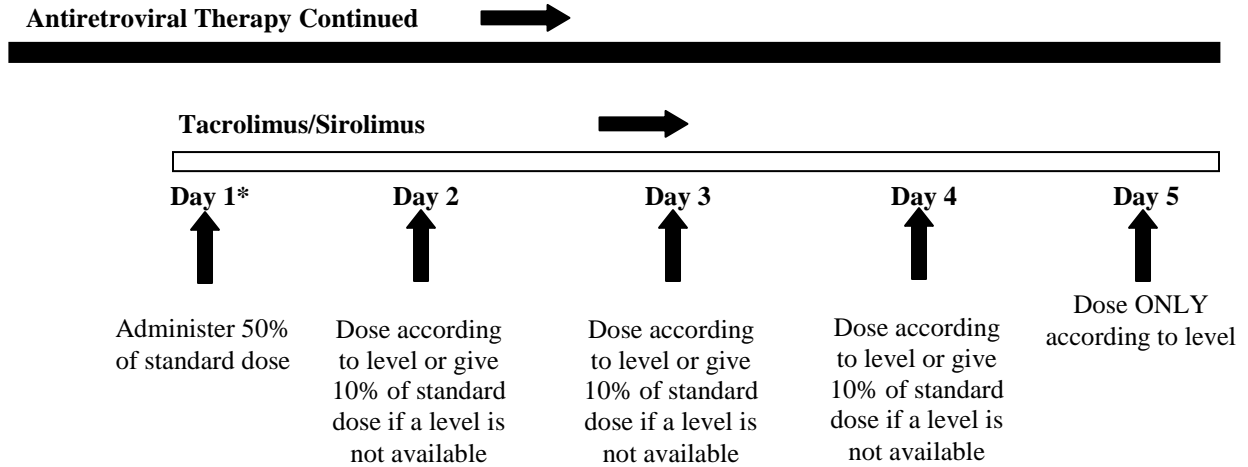 Antiretroviral Therapy Continued
Tacrolimus/Sirolimus
Day 1*
Day 2
Day 3
Day 4
Day 5
Administer 50%
of standard dose
Dose according
to level or give
10% of standard
dose if a level is
not available
Dose according
to level or give
10% of standard
dose if a level is
not available
Dose according
to level or give
10% of standard
dose if a level is
not available
Dose ONLY
according to level